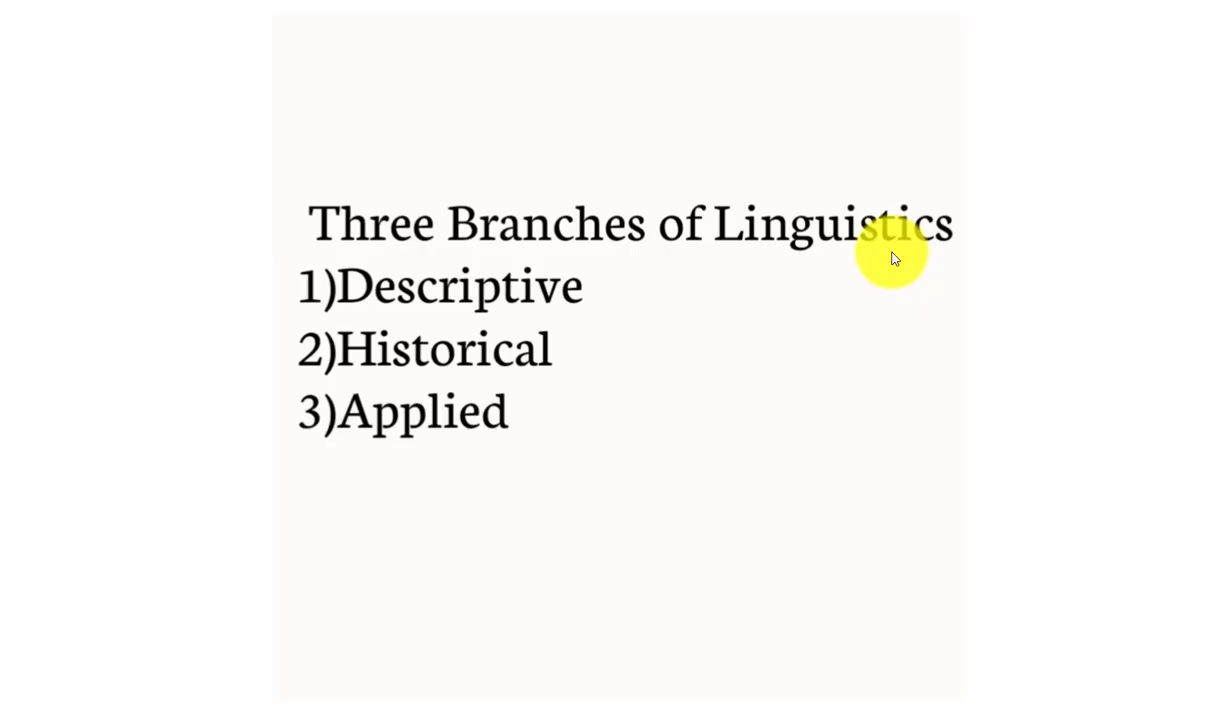 Three Branches of Linguistics
1)Descriptive
2)Historical
3)Applied